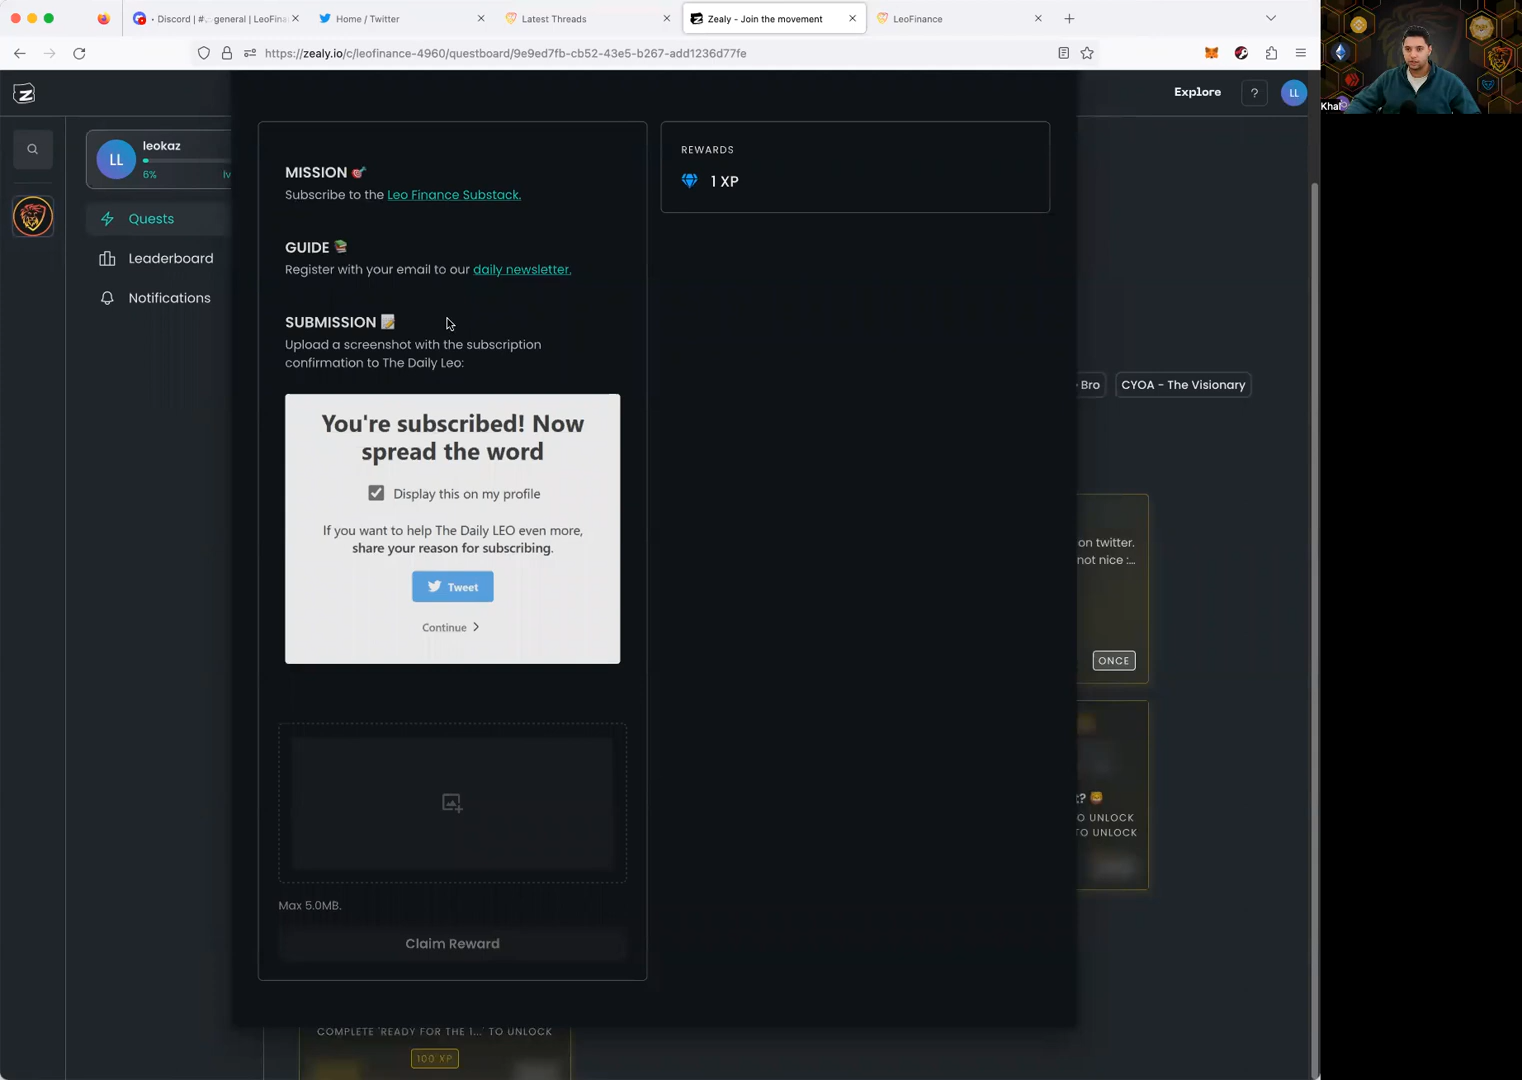 • Discord | #💬general | LeoFina
Home / Twitter
Latest Threads
Zealy - Join the movement
LeoFinance
https://zealy.io/c/leofinance-4960/questboard/9e9ed7fb-cb52-43e5-b267-add1236d77fe
Explore
?
LL
LL
leokaz
6%
lv
Quests
Leaderboard
Notifications
MISSION 🎯
Subscribe to the Leo Finance Substack.
GUIDE 📚
Register with your email to our daily newsletter.
SUBMISSION 📝
Upload a screenshot with the subscription
confirmation to The Daily Leo:
You're subscribed! Now
spread the word
Display this on my profile
If you want to help The Daily LEO even more,
share your reason for subscribing.
Tweet
Continue >
Max 5.0MB.
Claim Reward
REWARDS
1 XP
Bro
CYOA - The Visionary
on twitter.
not nice :...
ONCE
t? 🦁
O UNLOCK
TO UNLOCK
COMPLETE 'READY FOR THE 1...' TO UNLOCK
100 XP
Khal